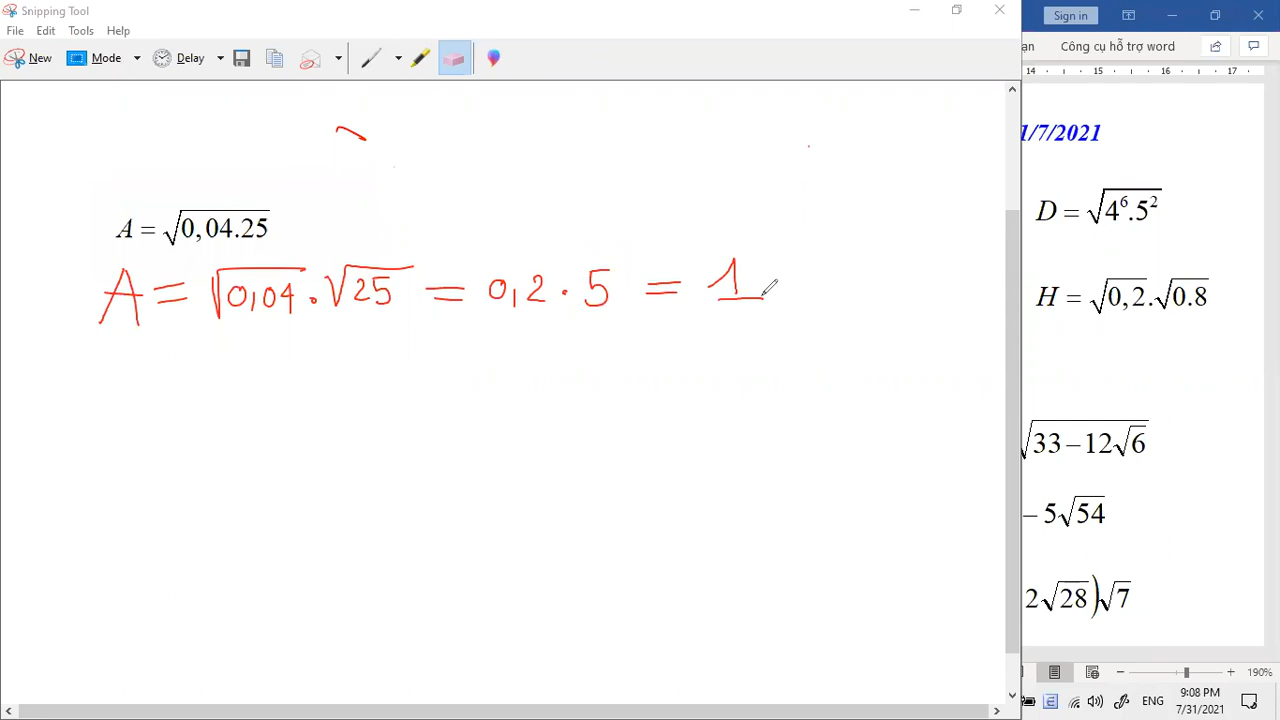 Snipping Tool
File Edit Tools Help
New Mode Delay
A = √0,04.25
A = √0,04 . √25 = 0,2 . 5 = 1
Sign in
Công cụ hỗ trợ word
14 15 16 17
1/7/2021
D = √4⁶.5²
H = √0,2.√0.8
√33 – 12√6
– 5√54
2√28)√7
190%
ENG
9:08 PM
7/31/2021